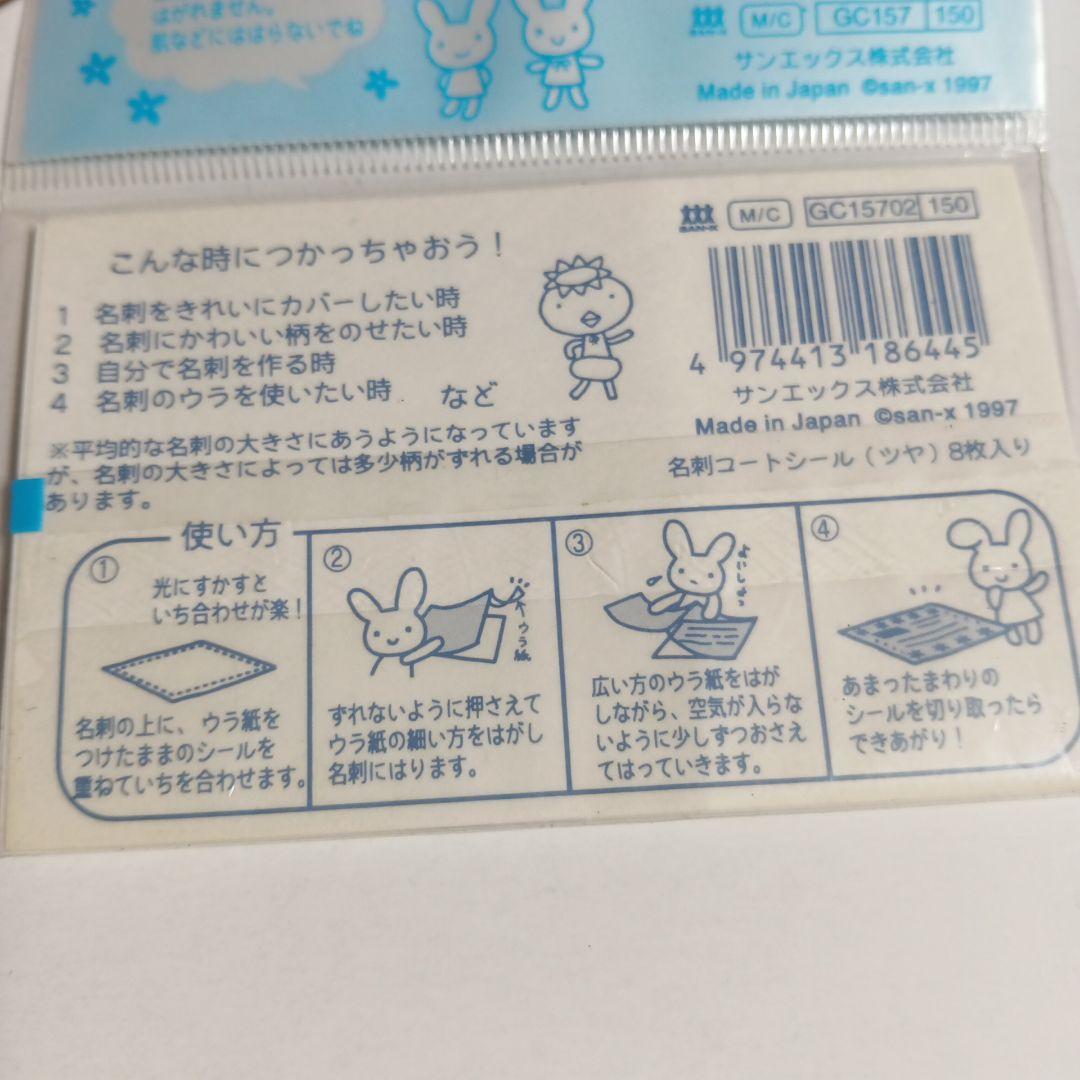 はがれません。
肌などにははらないでね
SAN-X M/C GC157 150
サンエックス株式会社
Made in Japan ©san-x 1997
SAN-X M/C GC15702 150
こんな時につかっちゃおう!
1 名刺をきれいにカバーしたい時
2 名刺にかわいい柄をのせたい時
3 自分で名刺を作る時
4 名刺のウラを使いたい時 など
※平均的な名刺の大きさにあうようになっています
が、名刺の大きさによっては多少柄がずれる場合が
あります。
4 974413 186445
サンエックス株式会社
Made in Japan ©san-x 1997
名刺コートシール(ツヤ)8枚入り
使い方
①
光にすかすと
いち合わせが楽!
名刺の上に、ウラ紙を
つけたままのシールを
重ねていちを合わせます。
②
ウラ紙
ずれないように押さえて
ウラ紙の細い方をはがし
名刺にはります。
③
よいしょっ
広い方のウラ紙をはが
しながら、空気が入らな
いように少しずつおさえ
てはっていきます。
④
あまったまわりの
シールを切り取ったら
できあがり!